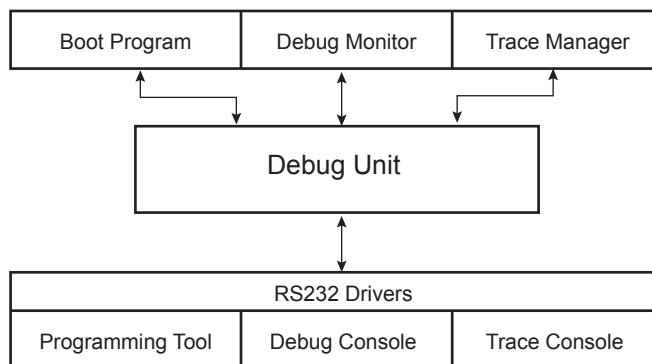 Boot Program
Debug Monitor
Trace Manager
Debug Unit
RS232 Drivers
Programming Tool
Debug Console
Trace Console